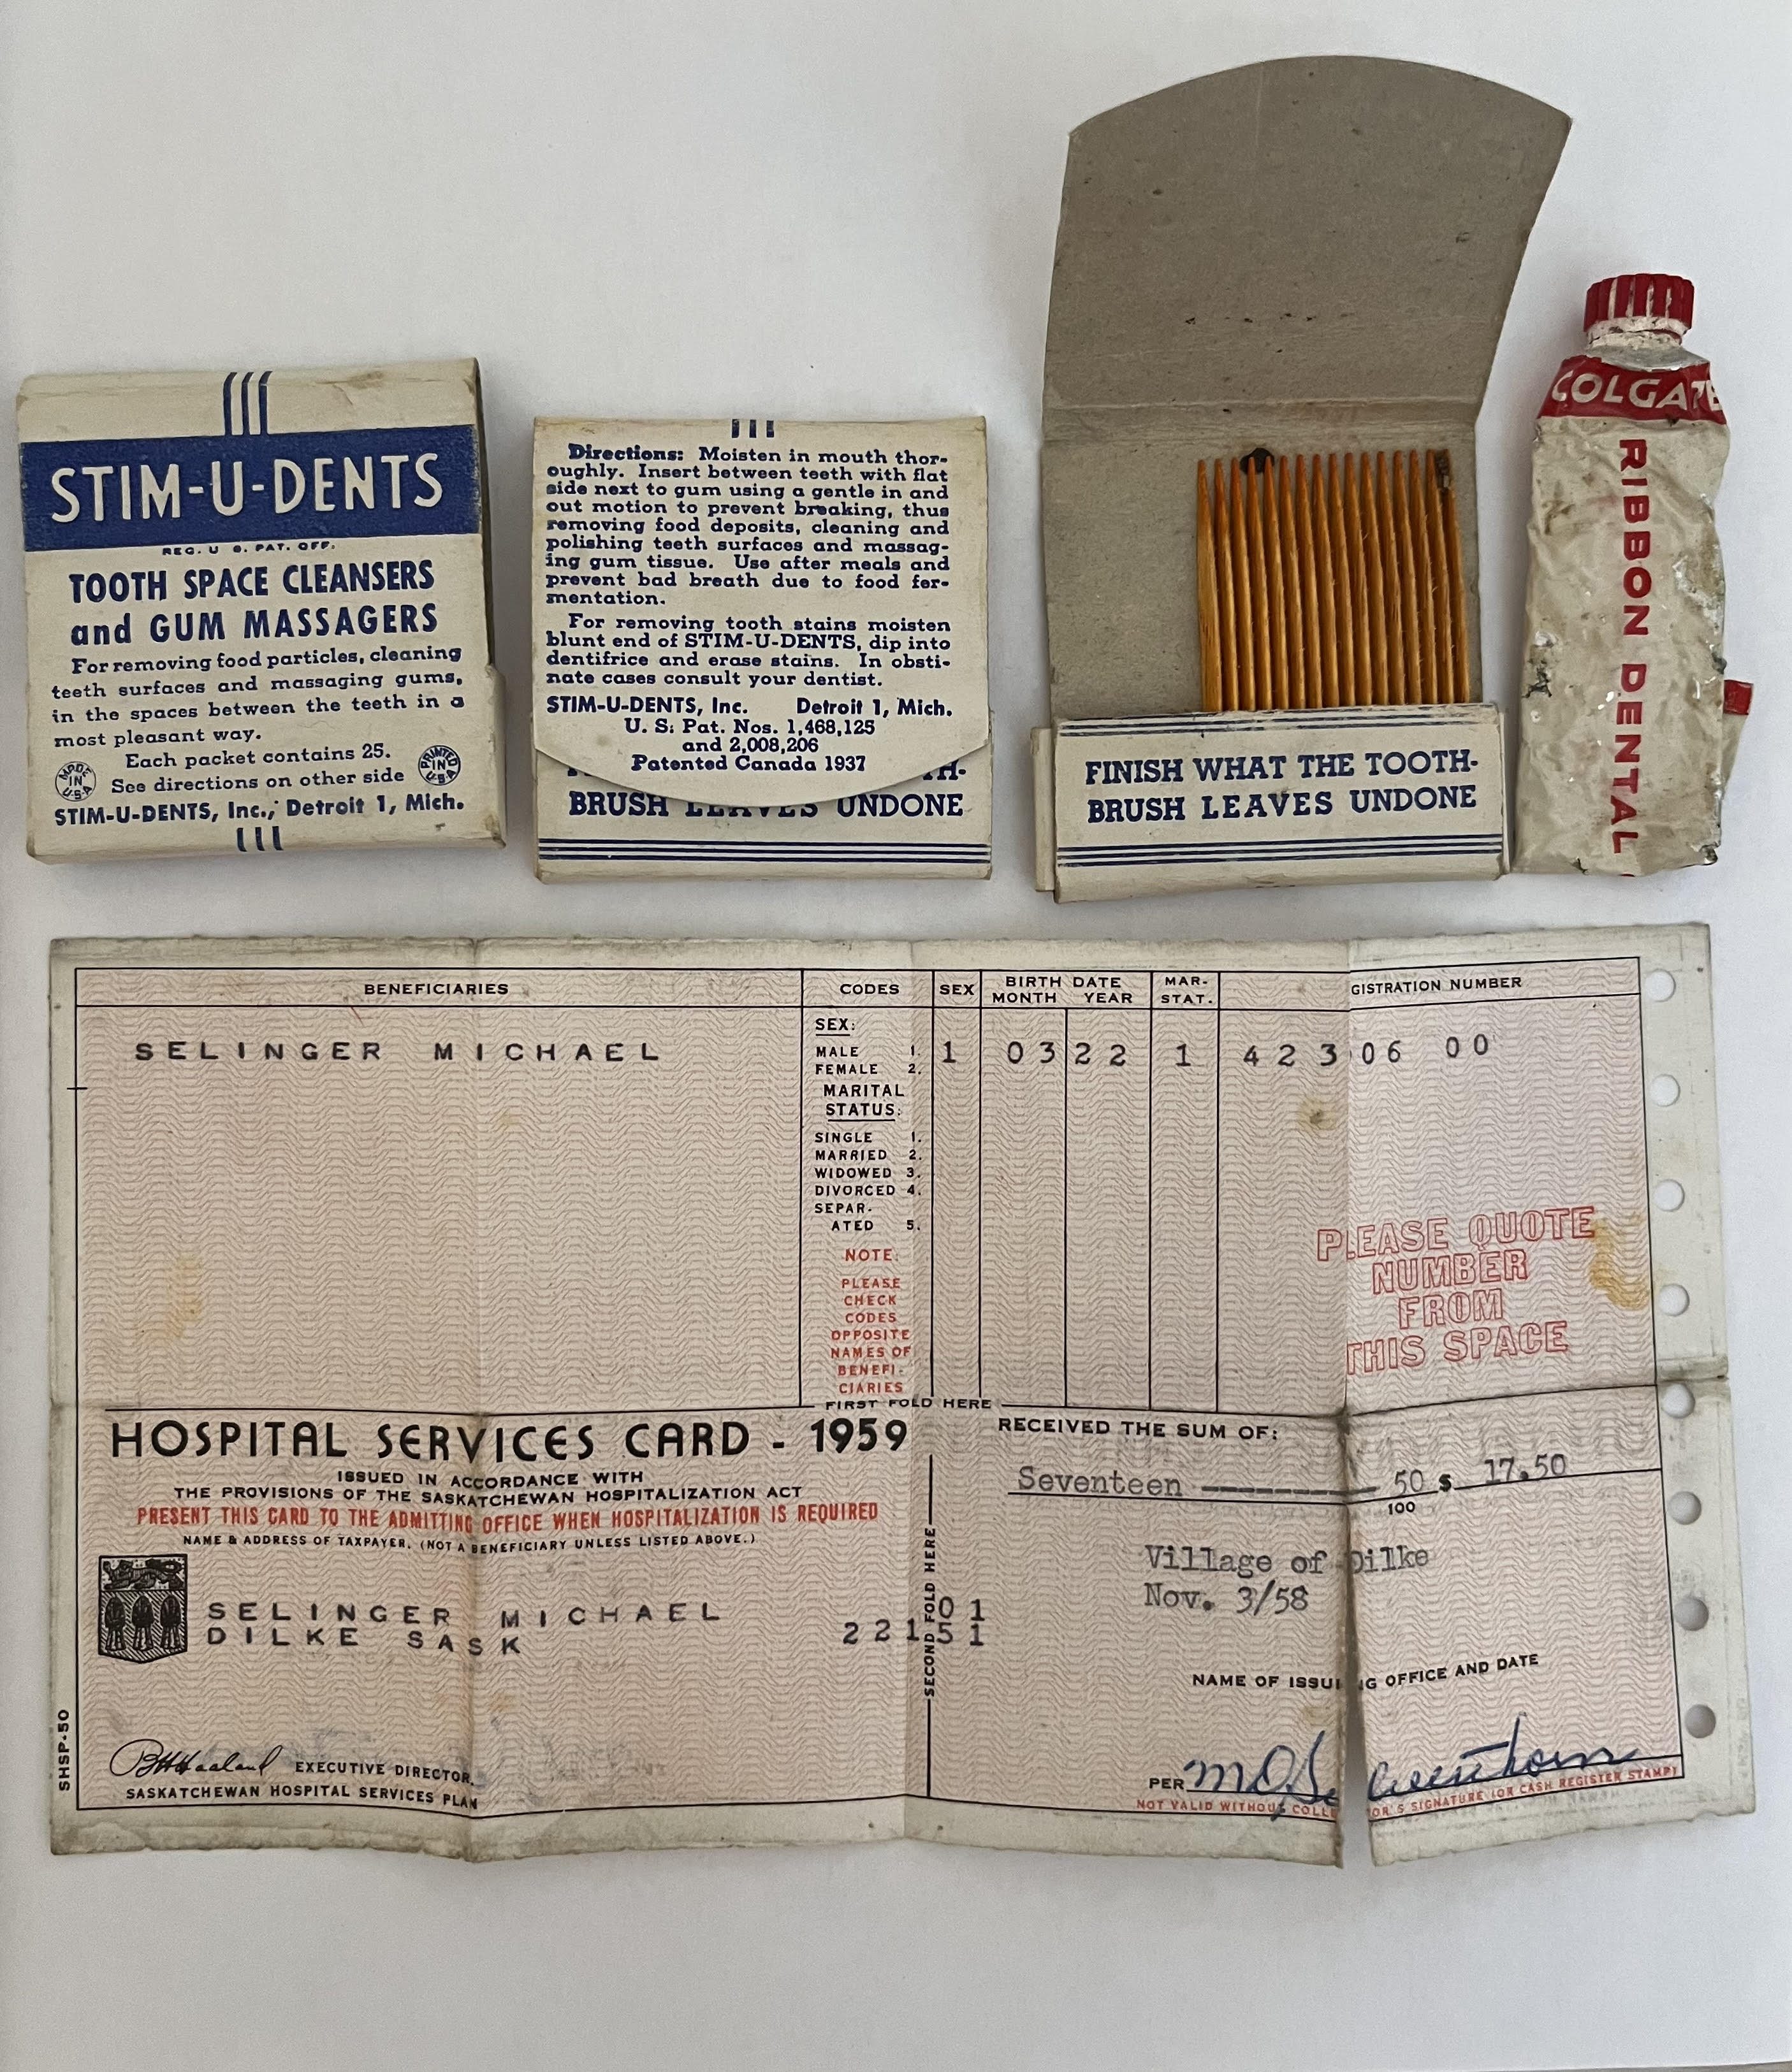 STIM-U-DENTS
REG. U. S. PAT. OFF.
TOOTH SPACE CLEANSERS
and GUM MASSAGERS
For removing food particles, cleaning
teeth surfaces and massaging gums,
in the spaces between the teeth in a
most pleasant way.
Each packet contains 25.
See directions on other side
MADE IN U·S·A
PRINTED IN U·S·A
STIM-U-DENTS, Inc., Detroit 1, Mich.
Directions: Moisten in mouth thor-
oughly. Insert between teeth with flat
side next to gum using a gentle in and
out motion to prevent breaking, thus
removing food deposits, cleaning and
polishing teeth surfaces and massag-
ing gum tissue. Use after meals and
prevent bad breath due to food fer-
mentation.
For removing tooth stains moisten
blunt end of STIM-U-DENTS, dip into
dentifrice and erase stains. In obsti-
nate cases consult your dentist.
STIM-U-DENTS, Inc. Detroit 1, Mich.
U. S. Pat. Nos. 1,468,125
and 2,008,206
Patented Canada 1937
BRUSH LEAVES UNDONE
FINISH WHAT THE TOOTH-
BRUSH LEAVES UNDONE
COLGATE
RIBBON DENTAL
BENEFICIARIES
CODES
SEX
BIRTH DATE
MONTH YEAR
MAR-
STAT.
GISTRATION NUMBER
SELINGER MICHAEL
1 03 22 1 423 06 00
SEX:
MALE 1.
FEMALE 2.
MARITAL
STATUS:
SINGLE 1.
MARRIED 2.
WIDOWED 3.
DIVORCED 4.
SEPAR-
ATED 5.
NOTE:
PLEASE
CHECK
CODES
OPPOSITE
NAMES OF
BENEFI-
CIARIES
PLEASE QUOTE
NUMBER
FROM
THIS SPACE
FIRST FOLD HERE
HOSPITAL SERVICES CARD - 1959
ISSUED IN ACCORDANCE WITH
THE PROVISIONS OF THE SASKATCHEWAN HOSPITALIZATION ACT
PRESENT THIS CARD TO THE ADMITTING OFFICE WHEN HOSPITALIZATION IS REQUIRED
NAME & ADDRESS OF TAXPAYER. (NOT A BENEFICIARY UNLESS LISTED ABOVE.)
SELINGER MICHAEL 01
DILKE SASK 221 51
SECOND FOLD HERE
SHSP-50
EXECUTIVE DIRECTOR,
SASKATCHEWAN HOSPITAL SERVICES PLAN
RECEIVED THE SUM OF:
Seventeen ---------- 50 $ 17.50
100
Village of Dilke
Nov. 3/58
NAME OF ISSUING OFFICE AND DATE
PER
NOT VALID WITHOUT COLLECTOR'S SIGNATURE (OR CASH REGISTER STAMP)